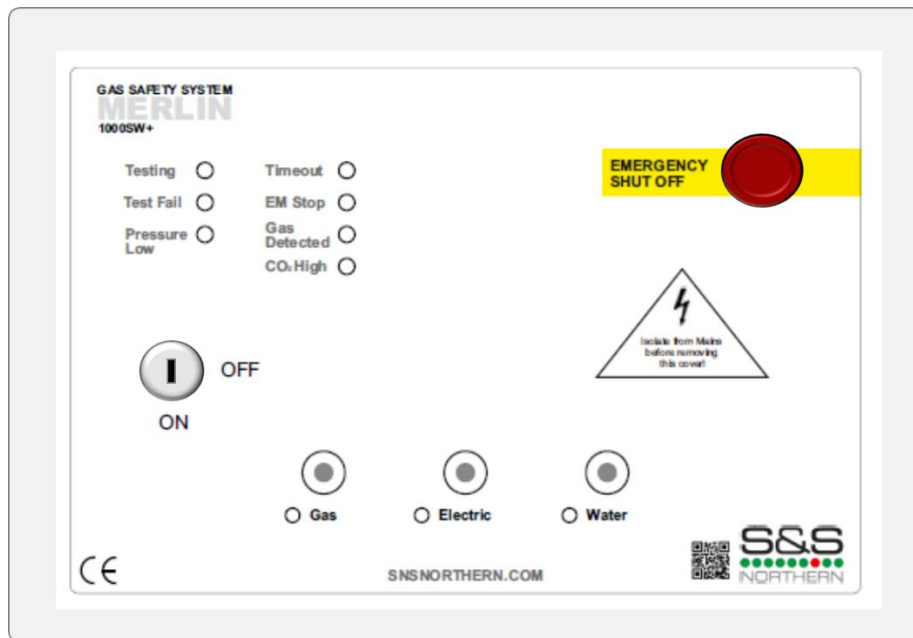 GAS SAFETY SYSTEM
MERLIN
1000SW+
Testing
Timeout
Test Fail
EM Stop
Pressure
Low
Gas
Detected
CO₂ High
EMERGENCY
SHUT OFF
Isolate from Mains
before removing
this cover!
OFF
ON
Gas
Electric
Water
CE
SNSNORTHERN.COM
S&S
NORTHERN